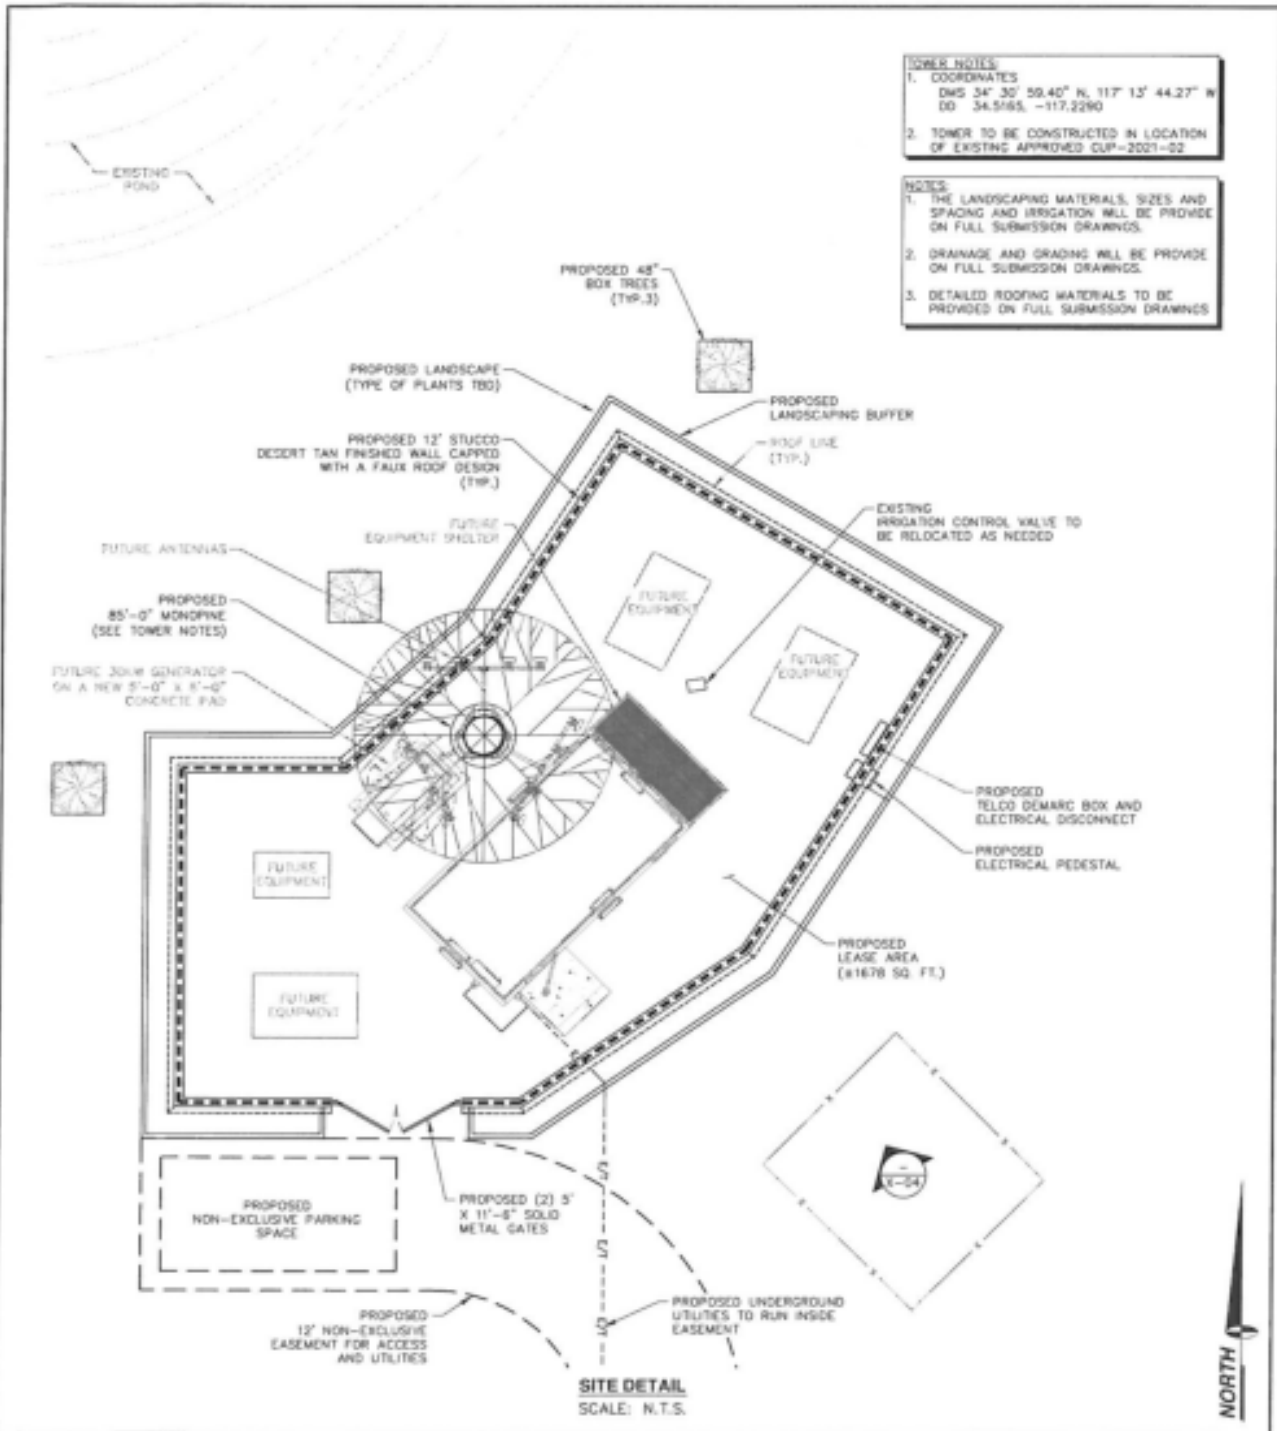 TOWER NOTES:
1. COORDINATES
DMS 34° 30' 59.40" N, 117° 13' 44.27" W
DD 34.5165, -117.2290
2. TOWER TO BE CONSTRUCTED IN LOCATION
OF EXISTING APPROVED CUP-2021-02
NOTES:
1. THE LANDSCAPING MATERIALS, SIZES AND
SPACING AND IRRIGATION WILL BE PROVIDE
ON FULL SUBMISSION DRAWINGS.
2. DRAINAGE AND GRADING WILL BE PROVIDE
ON FULL SUBMISSION DRAWINGS.
3. DETAILED ROOFING MATERIALS TO BE
PROVIDED ON FULL SUBMISSION DRAWINGS
EXISTING
POND
PROPOSED 48"
BOX TREES
(TYP.3)
PROPOSED LANDSCAPE
(TYPE OF PLANTS TBD)
PROPOSED
LANDSCAPING BUFFER
PROPOSED 12' STUCCO
DESERT TAN FINISHED WALL CAPPED
WITH A FAUX ROOF DESIGN
(TYP.)
ROOF LINE
(TYP.)
FUTURE
EQUIPMENT SHELTER
EXISTING
IRRIGATION CONTROL VALVE TO
BE RELOCATED AS NEEDED
FUTURE ANTENNAS
PROPOSED
85'-0" MONOPINE
(SEE TOWER NOTES)
FUTURE
EQUIPMENT
FUTURE
EQUIPMENT
FUTURE 30KW GENERATOR
ON A NEW 5'-0" X
CONCRETE PAD
PROPOSED
TELCO DEMARC BOX AND
ELECTRICAL DISCONNECT
PROPOSED
ELECTRICAL PEDESTAL
FUTURE
EQUIPMENT
PROPOSED
LEASE AREA
(±1678 SQ. FT.)
FUTURE
EQUIPMENT
X-04
PROPOSED
NON-EXCLUSIVE PARKING
SPACE
PROPOSED (2) 5'
X 11'-6" SOLID
METAL GATES
PROPOSED
12' NON-EXCLUSIVE
EASEMENT FOR ACCESS
AND UTILITIES
PROPOSED UNDERGROUND
UTILITIES TO RUN INSIDE
EASEMENT
SITE DETAIL
SCALE: N.T.S.
NORTH